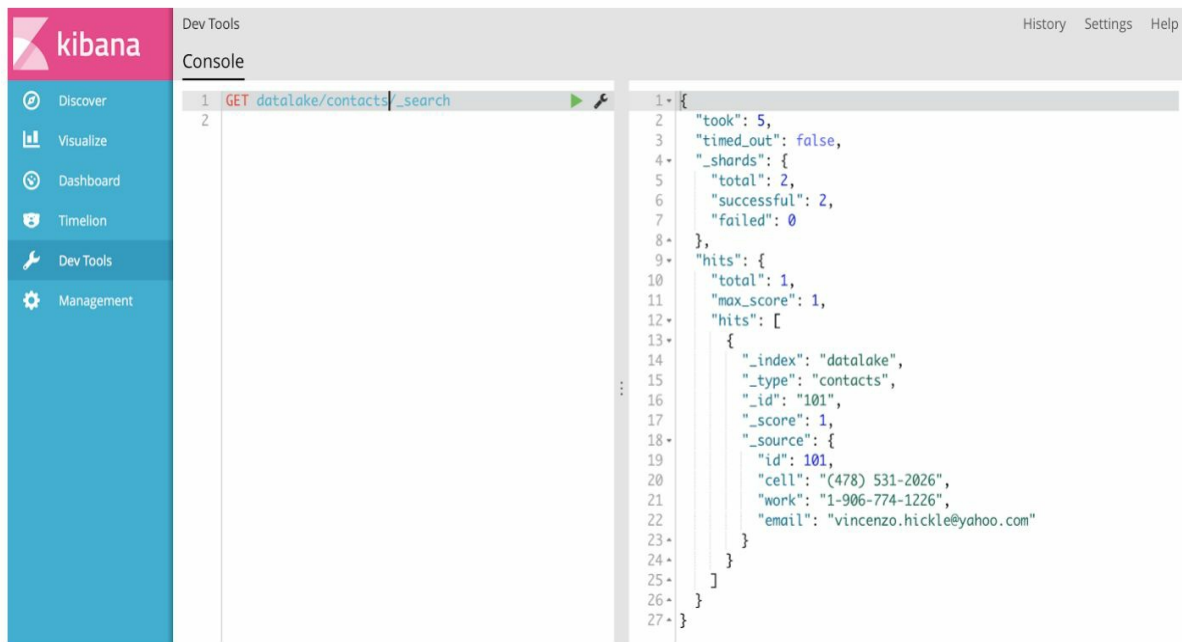 kibana
Discover
Visualize
Dashboard
Timelion
Dev Tools
Management
Dev Tools
History Settings Help
Console
1 GET datalake/contacts/_search
2
1 {
2 "took": 5,
3 "timed_out": false,
4 "_shards": {
5 "total": 2,
6 "successful": 2,
7 "failed": 0
8 },
9 "hits": {
10 "total": 1,
11 "max_score": 1,
12 "hits": [
13 {
14 "_index": "datalake",
15 "_type": "contacts",
16 "_id": "101",
17 "_score": 1,
18 "_source": {
19 "id": 101,
20 "cell": "(478) 531-2026",
21 "work": "1-906-774-1226",
22 "email": "vincenzo.hickle@yahoo.com"
23 }
24 }
25 ]
26 }
27 }